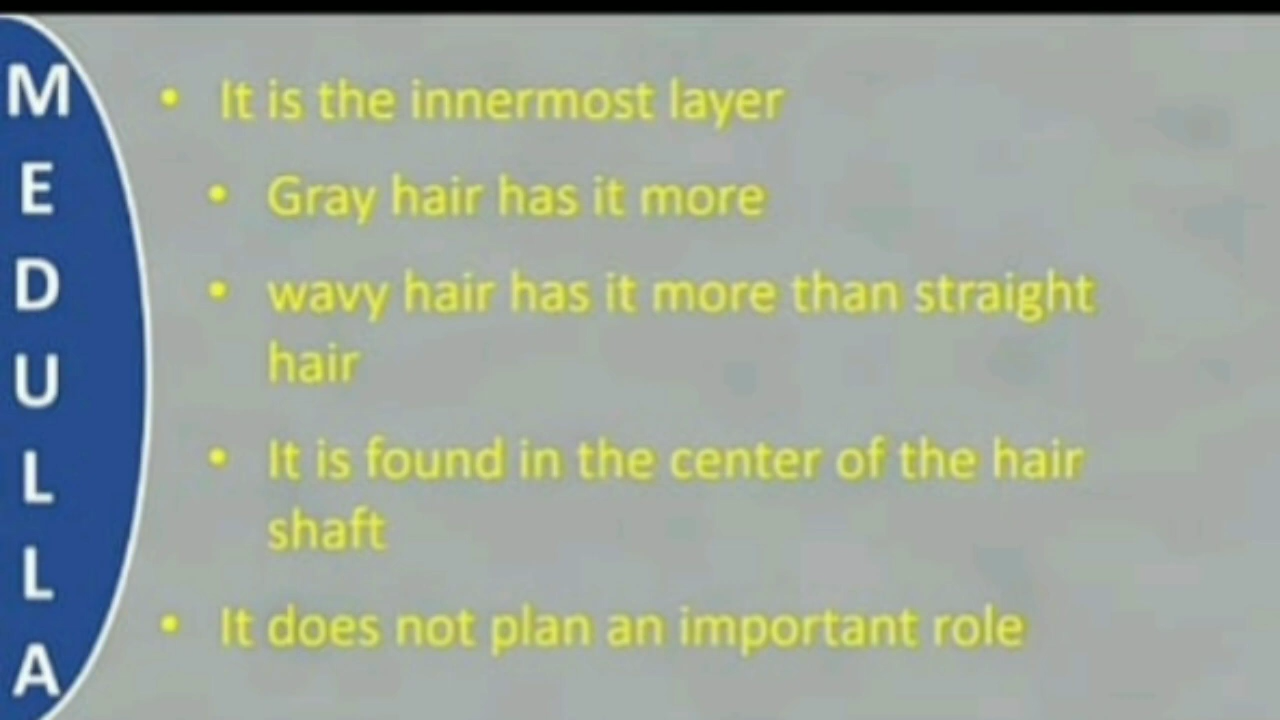 MEDULLA
• It is the innermost layer
• Gray hair has it more
• wavy hair has it more than straight
hair
• It is found in the center of the hair
shaft
• It does not plan an important role